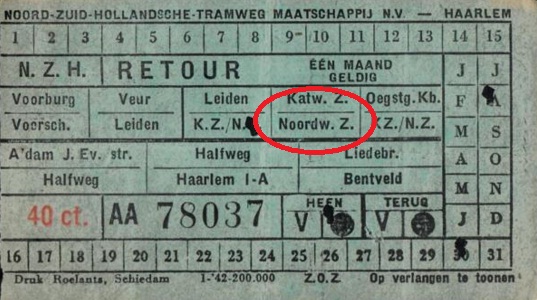 NOORD-ZUID-HOLLANDSCHE-TRAMWEG MAATSCHAPPIJ N.V. — HAARLEM
1 2 3 4 5 6 7 8 9 10 11 12 13 14 15
N. Z. H. RETOUR ÉÉN MAAND GELDIG J J
Voorburg Veur Leiden Katw. Z. Oegstg. Kb. F A
Voorsch. Leiden K.Z./N. Noordw. Z. K.Z./N.Z. M S
A'dam J. Ev. str. Halfweg Liedebr. A O
Halfweg Haarlem I-A Bentveld M N
40 ct. AA 78037 HEEN V TERUG V J D
16 17 18 19 20 21 22 23 24 25 26 27 28 29 30 31
Druk Roelants, Schiedam 1-'42-200.000 Z.O.Z Op verlangen te toonen